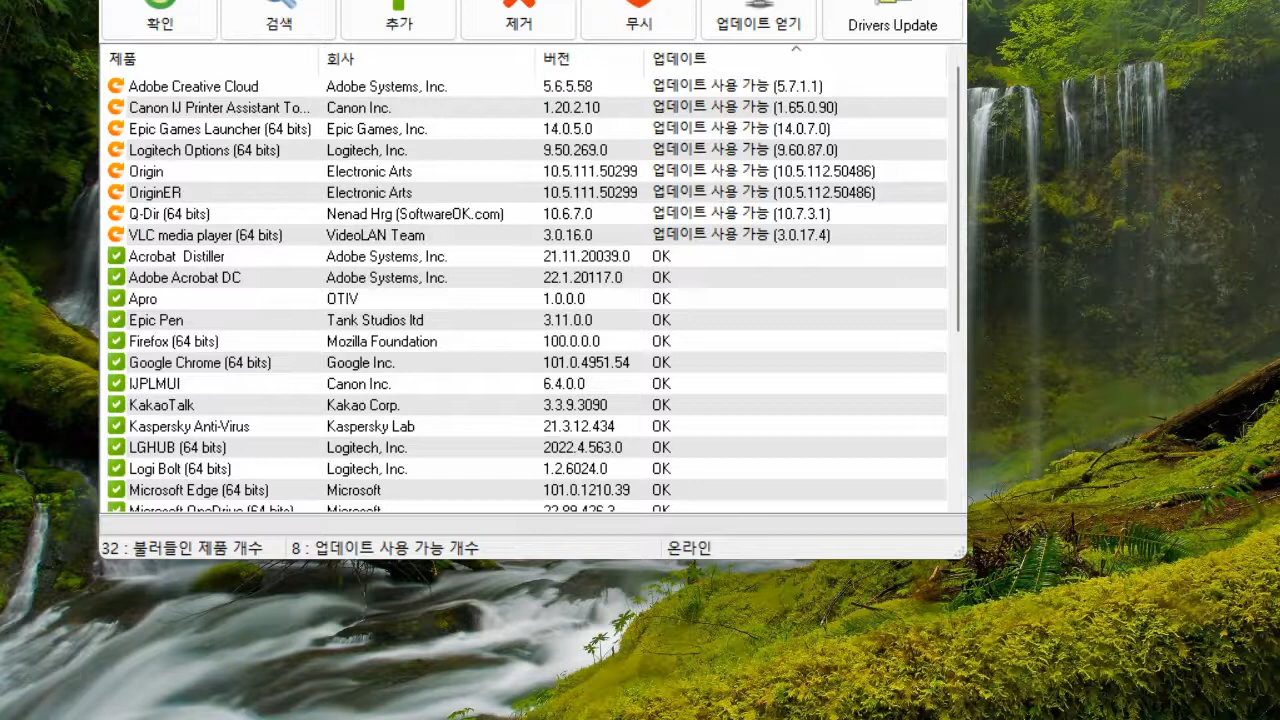 확인 검색 추가 제거 무시 업데이트 얻기 Drivers Update
제품 회사 버전 업데이트
Adobe Creative Cloud Adobe Systems, Inc. 5.6.5.58 업데이트 사용 가능 (5.7.1.1)
Canon IJ Printer Assistant To... Canon Inc. 1.20.2.10 업데이트 사용 가능 (1.65.0.90)
Epic Games Launcher (64 bits) Epic Games, Inc. 14.0.5.0 업데이트 사용 가능 (14.0.7.0)
Logitech Options (64 bits) Logitech, Inc. 9.50.269.0 업데이트 사용 가능 (9.60.87.0)
Origin Electronic Arts 10.5.111.50299 업데이트 사용 가능 (10.5.112.50486)
OriginER Electronic Arts 10.5.111.50299 업데이트 사용 가능 (10.5.112.50486)
Q-Dir (64 bits) Nenad Hrg (SoftwareOK.com) 10.6.7.0 업데이트 사용 가능 (10.7.3.1)
VLC media player (64 bits) VideoLAN Team 3.0.16.0 업데이트 사용 가능 (3.0.17.4)
Acrobat Distiller Adobe Systems, Inc. 21.11.20039.0 OK
Adobe Acrobat DC Adobe Systems, Inc. 22.1.20117.0 OK
Apro OTIV 1.0.0.0 OK
Epic Pen Tank Studios ltd 3.11.0.0 OK
Firefox (64 bits) Mozilla Foundation 100.0.0.0 OK
Google Chrome (64 bits) Google Inc. 101.0.4951.54 OK
IJPLMUI Canon Inc. 6.4.0.0 OK
KakaoTalk Kakao Corp. 3.3.9.3090 OK
Kaspersky Anti-Virus Kaspersky Lab 21.3.12.434 OK
LGHUB (64 bits) Logitech, Inc. 2022.4.563.0 OK
Logi Bolt (64 bits) Logitech, Inc. 1.2.6024.0 OK
Microsoft Edge (64 bits) Microsoft 101.0.1210.39 OK
Microsoft OneDrive (64 bits) Microsoft 22.89.426.3 OK
32 : 불러들인 제품 개수 8 : 업데이트 사용 가능 개수 온라인